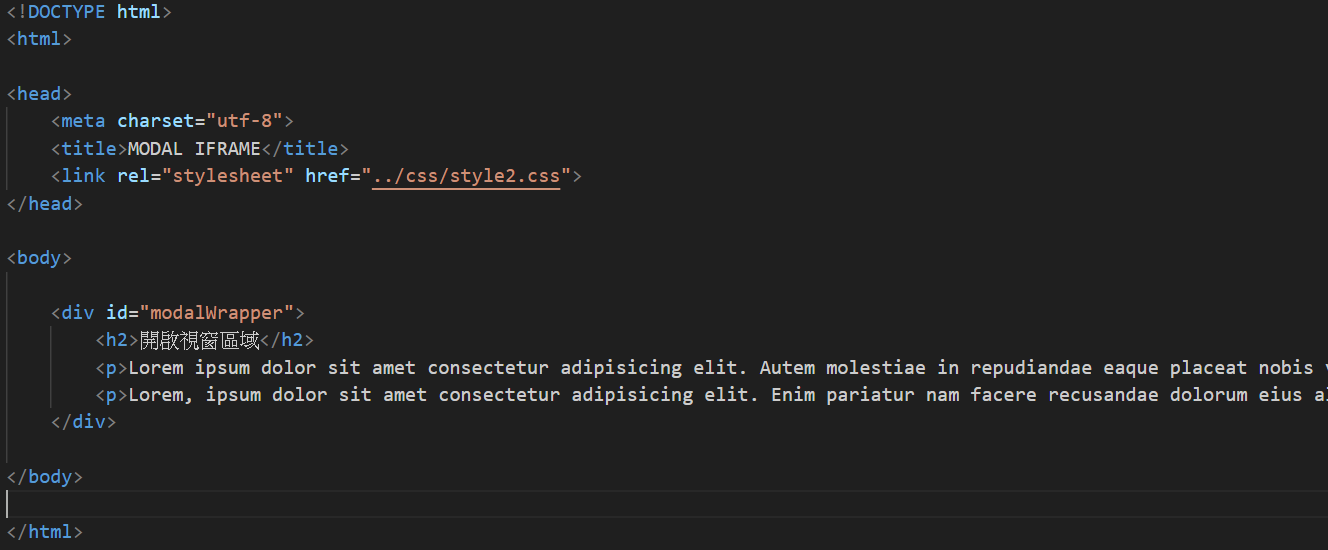 <!DOCTYPE html>
<html>
<head>
<meta charset="utf-8">
<title>MODAL IFRAME</title>
<link rel="stylesheet" href="../css/style2.css">
</head>
<body>
<div id="modalWrapper">
<h2>開啟視窗區域</h2>
<p>Lorem ipsum dolor sit amet consectetur adipisicing elit. Autem molestiae in repudiandae eaque placeat nobis
<p>Lorem, ipsum dolor sit amet consectetur adipisicing elit. Enim pariatur nam facere recusandae dolorum eius
</div>
</body>
</html>